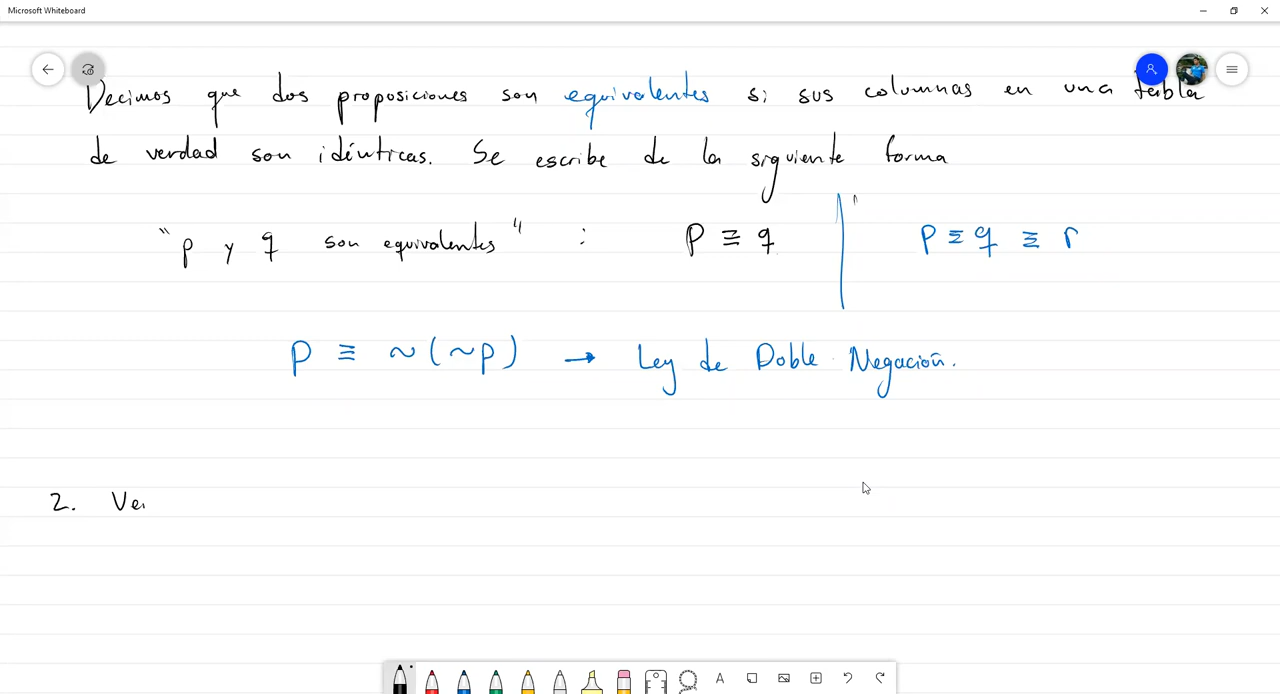 Microsoft Whiteboard
Decimos que dos proposiciones son equivalentes si sus columnas en una tabla
de verdad son idénticas. Se escribe de la siguiente forma
"p y q son equivalentes" : p ≡ q p ≡ q ≡ r
p ≡ ~(~p) → Ley de Doble Negación.
2. Ver
A